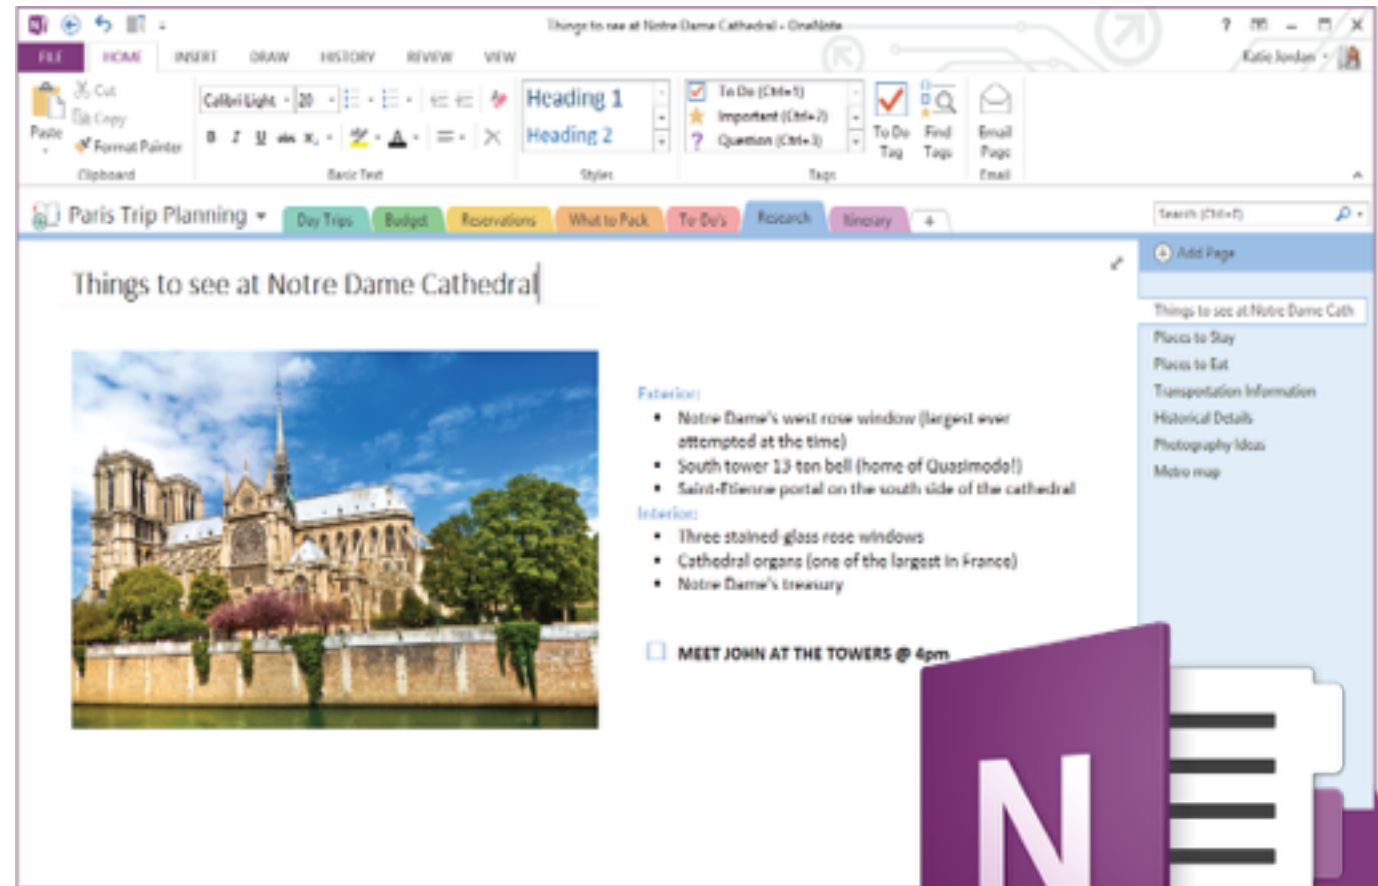 Things to see at Notre Dame Cathedral - OneNote
?
FILE HOME INSERT DRAW HISTORY REVIEW VIEW
Katie Jordan
Paste
Cut
Copy
Format Painter
Clipboard
Calibri Light 20
B I U abc x
A
Basic Text
Heading 1
Heading 2
Styles
To Do (Ctrl+1)
Important (Ctrl+2)
? Question (Ctrl+3)
To Do
Tag
Find
Tags
Tags
Email
Page
Email
Paris Trip Planning
Day Trips Budget Reservations What to Pack To-Do's Research Itinerary +
Search (Ctrl+E)
Things to see at Notre Dame Cathedral
Exterior:
• Notre Dame's west rose window (largest ever
attempted at the time)
• South tower 13-ton bell (home of Quasimodo!)
• Saint-Etienne portal on the south side of the cathedral
Interior:
• Three stained-glass rose windows
• Cathedral organs (one of the largest in France)
• Notre Dame's treasury
MEET JOHN AT THE TOWERS @ 4pm
Add Page
Things to see at Notre Dame Cath
Places to Stay
Places to Eat
Transportation Information
Historical Details
Photography Ideas
Metro map
N